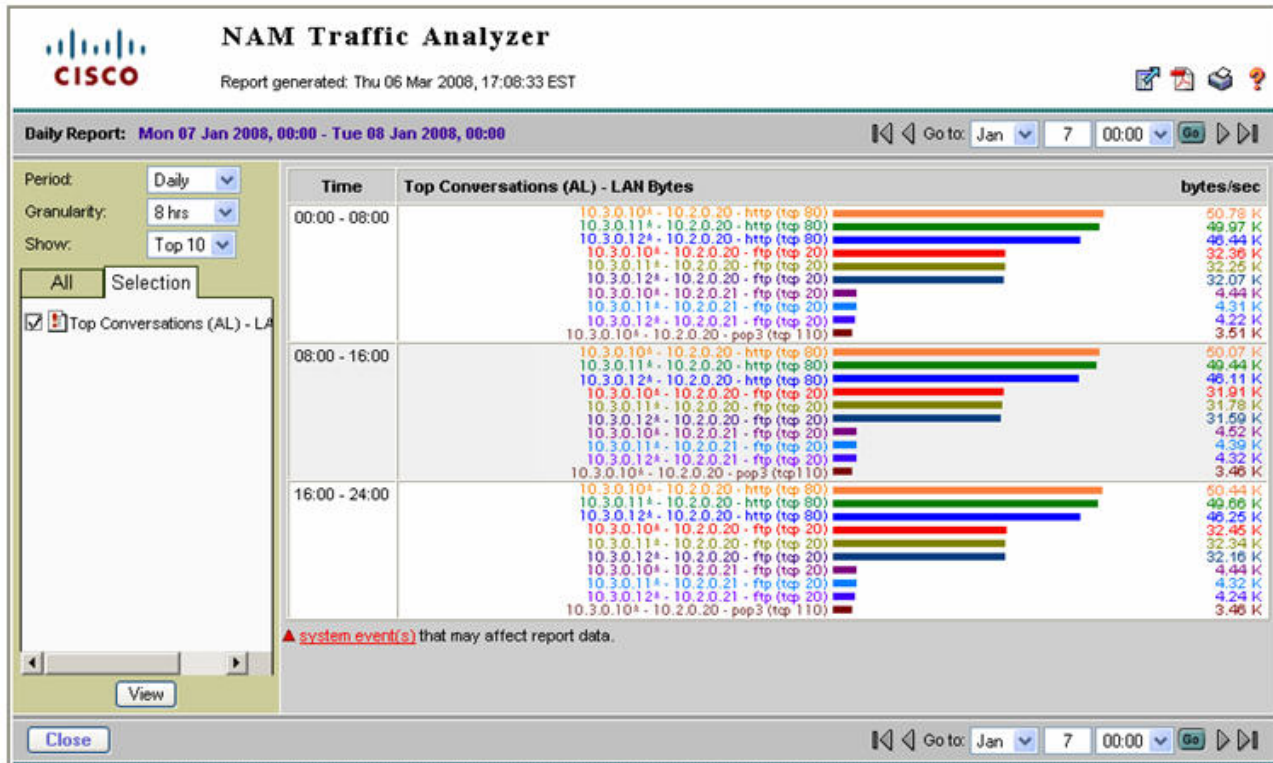 CISCO
NAM Traffic Analyzer
Report generated: Thu 06 Mar 2008, 17:08:33 EST
Daily Report: Mon 07 Jan 2008, 00:00 - Tue 08 Jan 2008, 00:00
Go to: Jan 7 00:00 Go
Period: Daily
Granularity: 8 hrs
Show: Top 10
All Selection
Top Conversations (AL) - LA
View
Time Top Conversations (AL) - LAN Bytes bytes/sec
00:00 - 08:00
10.3.0.10^ - 10.2.0.20 - http (tcp 80) 50.78 K
10.3.0.11^ - 10.2.0.20 - http (tcp 80) 49.97 K
10.3.0.12^ - 10.2.0.20 - http (tcp 80) 46.44 K
10.3.0.10^ - 10.2.0.20 - ftp (tcp 20) 32.36 K
10.3.0.11^ - 10.2.0.20 - ftp (tcp 20) 32.25 K
10.3.0.12^ - 10.2.0.20 - ftp (tcp 20) 32.07 K
10.3.0.10^ - 10.2.0.21 - ftp (tcp 20) 4.44 K
10.3.0.11^ - 10.2.0.21 - ftp (tcp 20) 4.31 K
10.3.0.12^ - 10.2.0.21 - ftp (tcp 20) 4.22 K
10.3.0.10^ - 10.2.0.20 - pop3 (tcp 110) 3.51 K
08:00 - 16:00
10.3.0.10^ - 10.2.0.20 - http (tcp 80) 50.07 K
10.3.0.11^ - 10.2.0.20 - http (tcp 80) 49.44 K
10.3.0.12^ - 10.2.0.20 - http (tcp 80) 46.11 K
10.3.0.10^ - 10.2.0.20 - ftp (tcp 20) 31.91 K
10.3.0.11^ - 10.2.0.20 - ftp (tcp 20) 31.78 K
10.3.0.12^ - 10.2.0.20 - ftp (tcp 20) 31.59 K
10.3.0.10^ - 10.2.0.21 - ftp (tcp 20) 4.52 K
10.3.0.11^ - 10.2.0.21 - ftp (tcp 20) 4.39 K
10.3.0.12^ - 10.2.0.21 - ftp (tcp 20) 4.32 K
10.3.0.10^ - 10.2.0.20 - pop3 (tcp110) 3.46 K
16:00 - 24:00
10.3.0.10^ - 10.2.0.20 - http (tcp 80) 50.44 K
10.3.0.11^ - 10.2.0.20 - http (tcp 80) 49.66 K
10.3.0.12^ - 10.2.0.20 - http (tcp 80) 46.25 K
10.3.0.10^ - 10.2.0.20 - ftp (tcp 20) 32.45 K
10.3.0.11^ - 10.2.0.20 - ftp (tcp 20) 32.34 K
10.3.0.12^ - 10.2.0.20 - ftp (tcp 20) 32.16 K
10.3.0.10^ - 10.2.0.21 - ftp (tcp 20) 4.44 K
10.3.0.11^ - 10.2.0.21 - ftp (tcp 20) 4.32 K
10.3.0.12^ - 10.2.0.21 - ftp (tcp 20) 4.24 K
10.3.0.10^ - 10.2.0.20 - pop3 (tcp 110) 3.46 K
system event(s) that may affect report data.
Close
Go to: Jan 7 00:00 Go